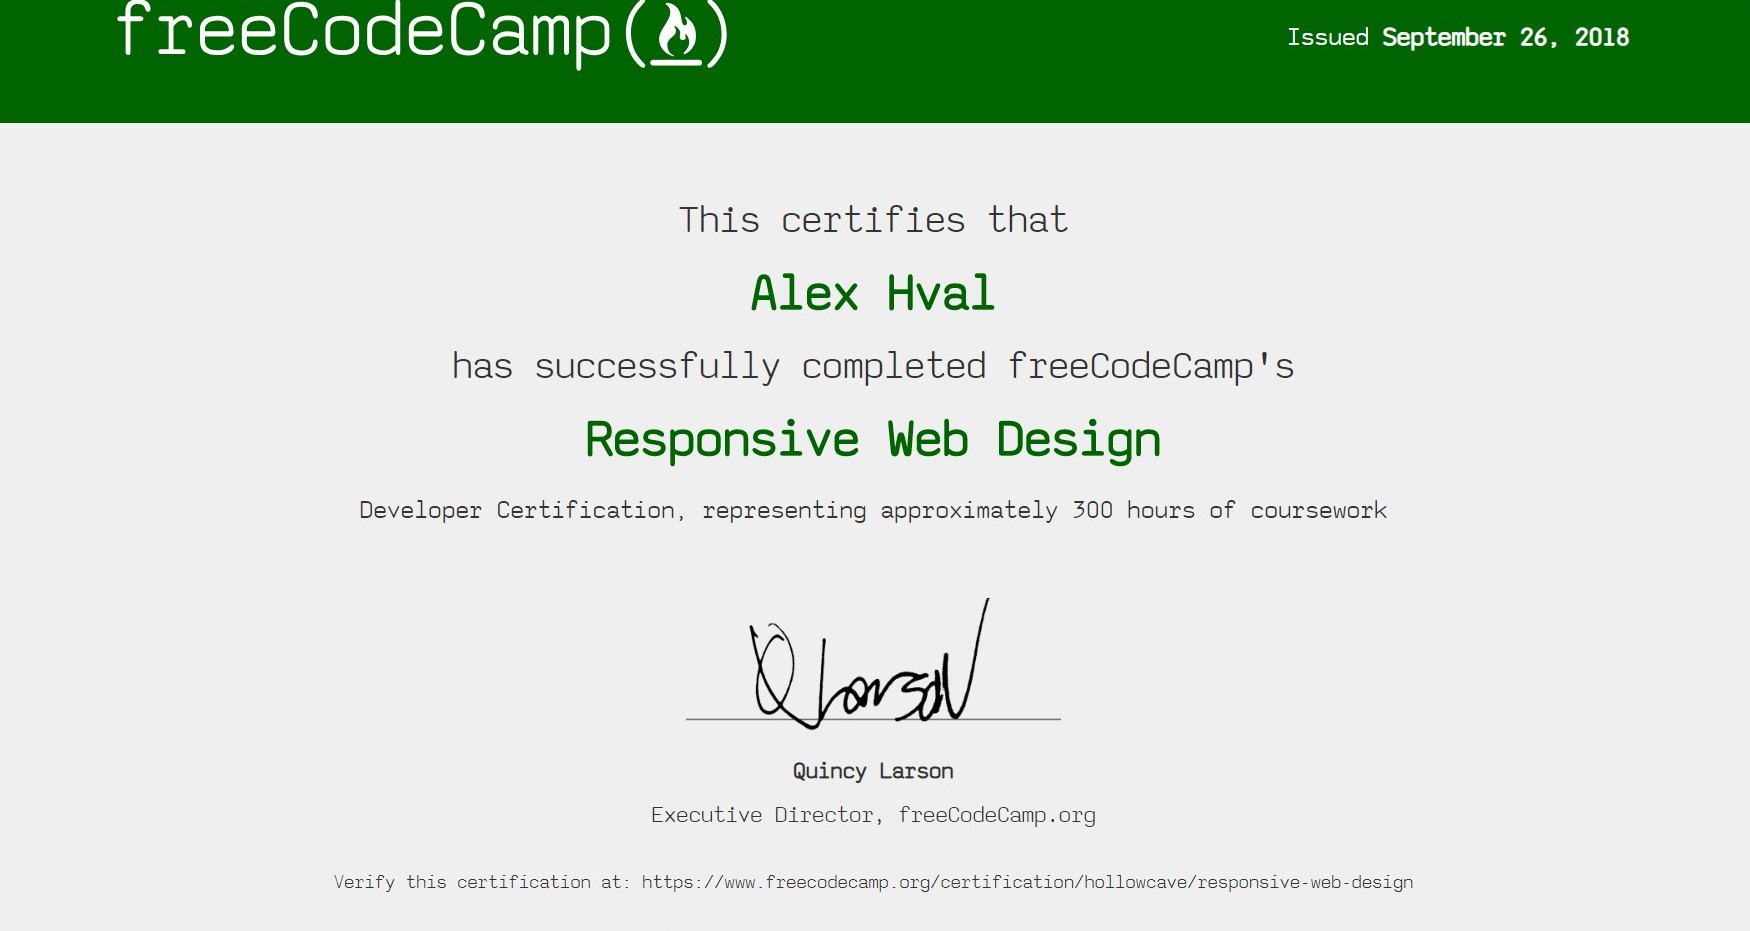 freeCodeCamp(🔥)
Issued September 26, 2018
This certifies that
Alex Hval
has successfully completed freeCodeCamp's
Responsive Web Design
Developer Certification, representing approximately 300 hours of coursework
Q Larson
Quincy Larson
Executive Director, freeCodeCamp.org
Verify this certification at: https://www.freecodecamp.org/certification/hollowcave/responsive-web-design